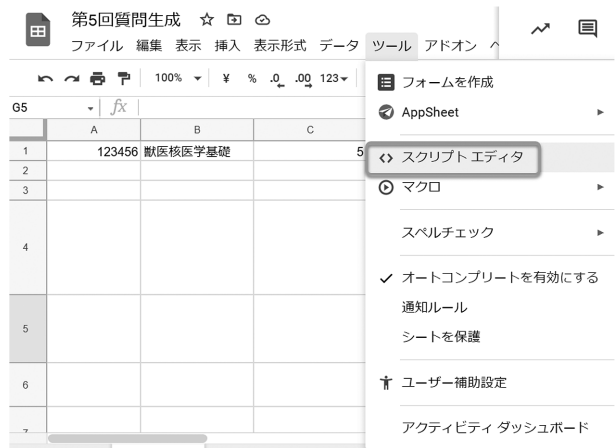 第5回質問生成
ファイル 編集 表示 挿入 表示形式 データ ツール アドオン ヘ
100% ¥ % .0 .00 123
G5 fx
A B C
1 123456 獣医核医学基礎 5
2
3
4
5
6
7
フォームを作成
AppSheet
スクリプト エディタ
マクロ
スペルチェック
オートコンプリートを有効にする
通知ルール
シートを保護
ユーザー補助設定
アクティビティ ダッシュボード